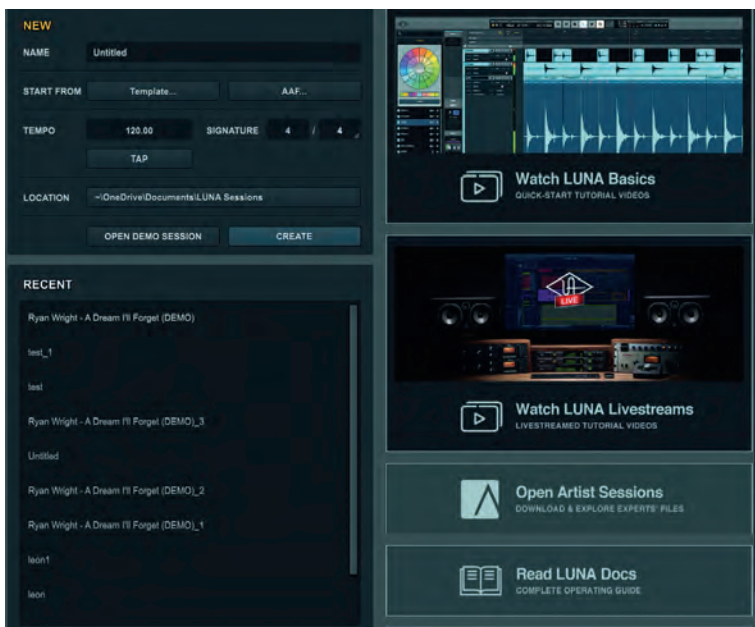 NEW
NAME Untitled
START FROM Template... AAF...
TEMPO 120.00 SIGNATURE 4 / 4
TAP
LOCATION ~\OneDrive\Documents\LUNA Sessions
OPEN DEMO SESSION CREATE
RECENT
Ryan Wright - A Dream I'll Forget (DEMO)
test_1
test
Ryan Wright - A Dream I'll Forget (DEMO)_3
Untitled
Ryan Wright - A Dream I'll Forget (DEMO)_2
Ryan Wright - A Dream I'll Forget (DEMO)_1
leon1
leon
Watch LUNA Basics
QUICK-START TUTORIAL VIDEOS
LIVE
Watch LUNA Livestreams
LIVESTREAMED TUTORIAL VIDEOS
Open Artist Sessions
DOWNLOAD & EXPLORE EXPERTS' FILES
Read LUNA Docs
COMPLETE OPERATING GUIDE